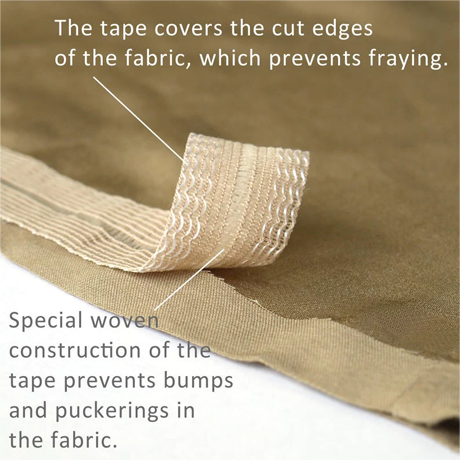 The tape covers the cut edges
of the fabric, which prevents fraying.
Special woven
construction of the
tape prevents bumps
and puckerings in
the fabric.